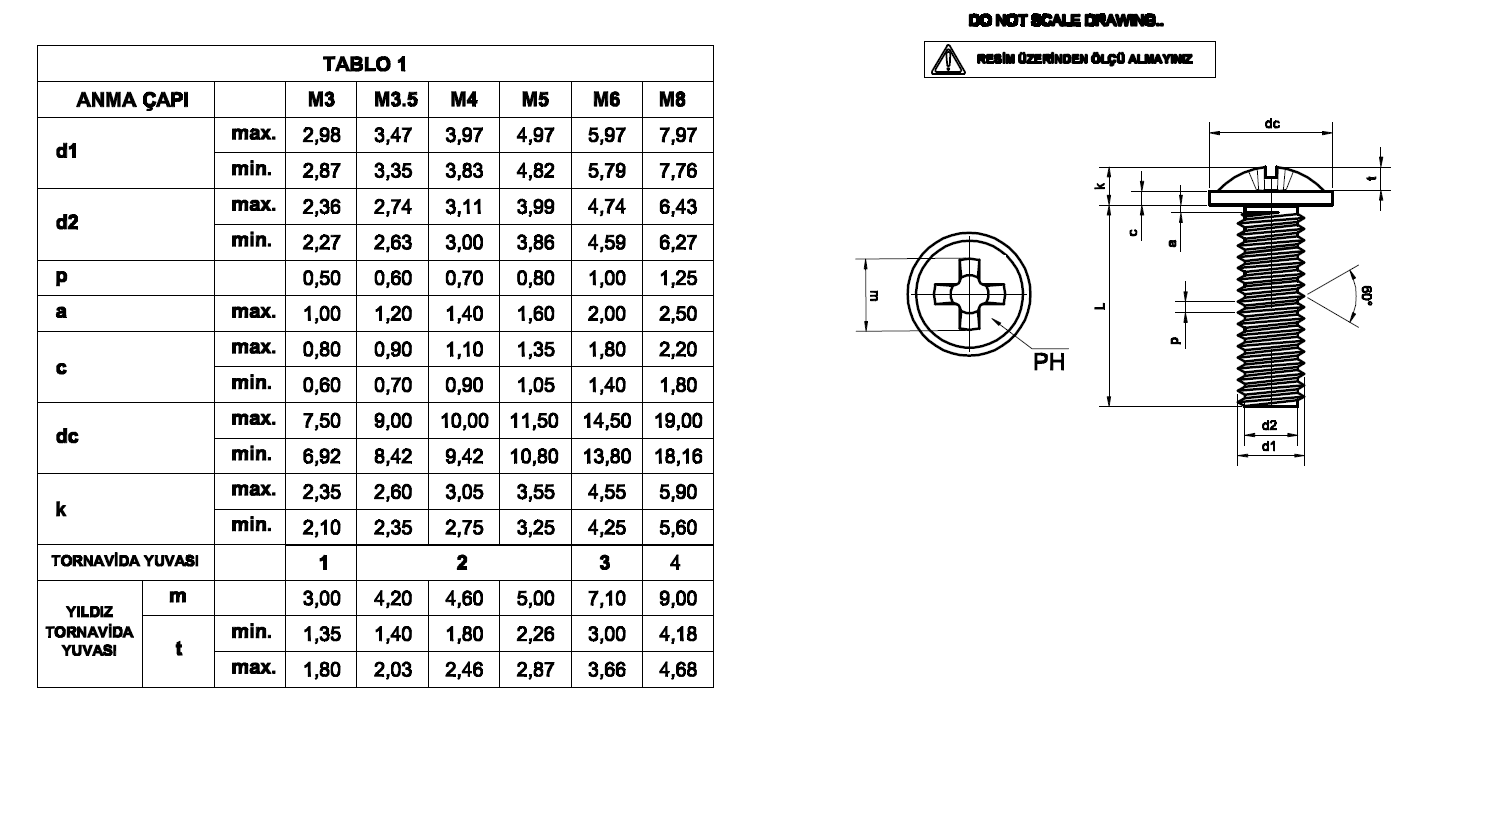 DO NOT SCALE DRAWING..
RESİM ÜZERİNDEN ÖLÇÜ ALMAYINIZ
TABLO 1
ANMA ÇAPI M3 M3.5 M4 M5 M6 M8
d1 max. 2,98 3,47 3,97 4,97 5,97 7,97
min. 2,87 3,35 3,83 4,82 5,79 7,76
d2 max. 2,36 2,74 3,11 3,99 4,74 6,43
min. 2,27 2,63 3,00 3,86 4,59 6,27
p 0,50 0,60 0,70 0,80 1,00 1,25
a max. 1,00 1,20 1,40 1,60 2,00 2,50
c max. 0,80 0,90 1,10 1,35 1,80 2,20
min. 0,60 0,70 0,90 1,05 1,40 1,80
dc max. 7,50 9,00 10,00 11,50 14,50 19,00
min. 6,92 8,42 9,42 10,80 13,80 18,16
k max. 2,35 2,60 3,05 3,55 4,55 5,90
min. 2,10 2,35 2,75 3,25 4,25 5,60
TORNAVİDA YUVASI 1 2 3 4
YILDIZ
TORNAVİDA
YUVASI
m 3,00 4,20 4,60 5,00 7,10 9,00
t min. 1,35 1,40 1,80 2,26 3,00 4,18
max. 1,80 2,03 2,46 2,87 3,66 4,68
m
PH
dc
k
t
c
a
L
p
60°
d2
d1